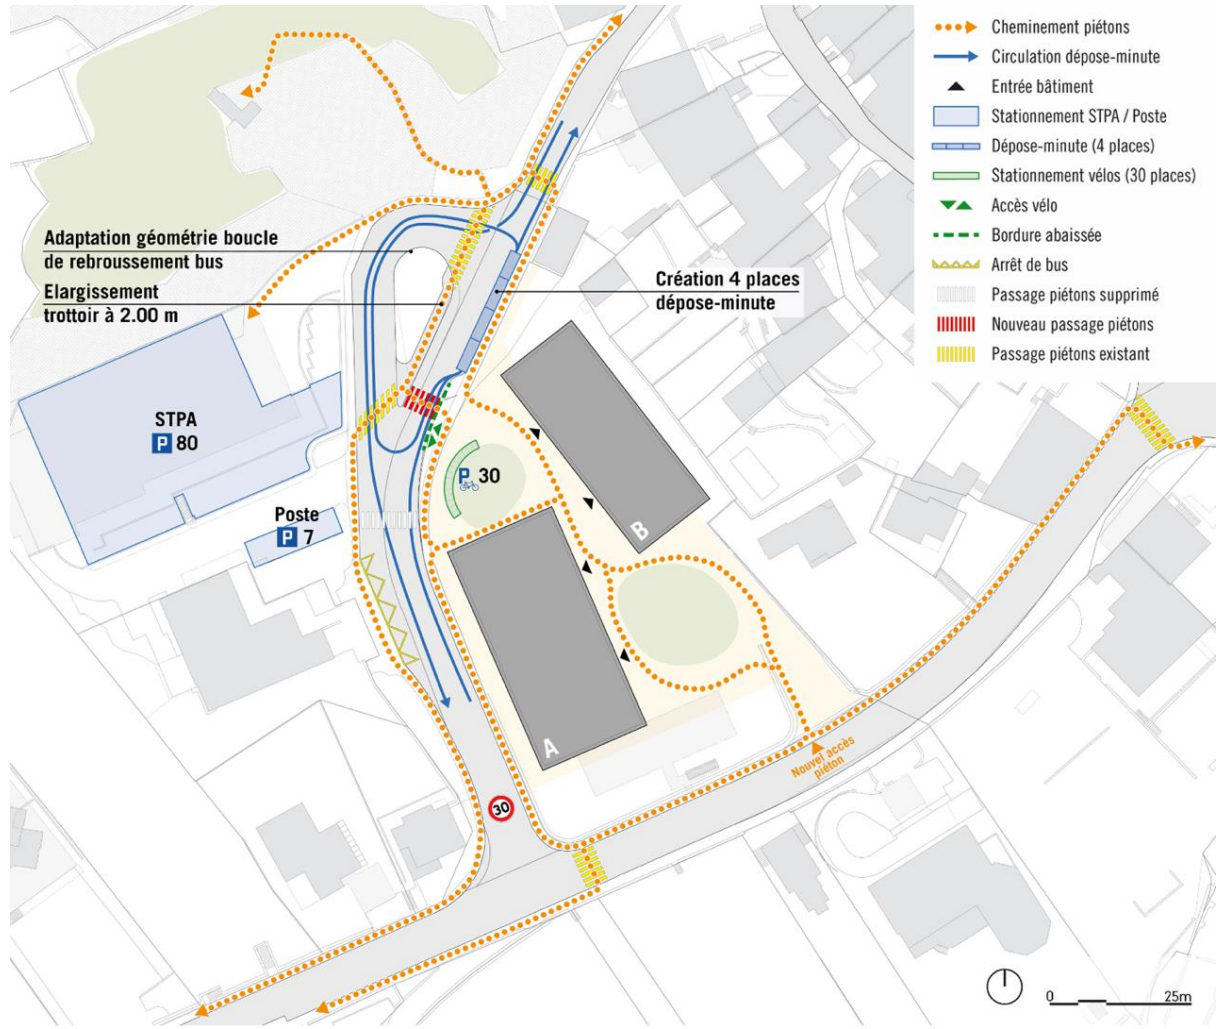 Cheminement piétons
Circulation dépose-minute
Entrée bâtiment
Stationnement STPA / Poste
Dépose-minute (4 places)
Stationnement vélos (30 places)
Accès vélo
Bordure abaissée
Arrêt de bus
Passage piétons supprimé
Nouveau passage piétons
Passage piétons existant
Adaptation géométrie boucle
de rebroussement bus
Elargissement
trottoir à 2.00 m
Création 4 places
dépose-minute
STPA
P 80
P 30
Poste
P 7
B
A
Nouvel accès
piéton
30
0 25m